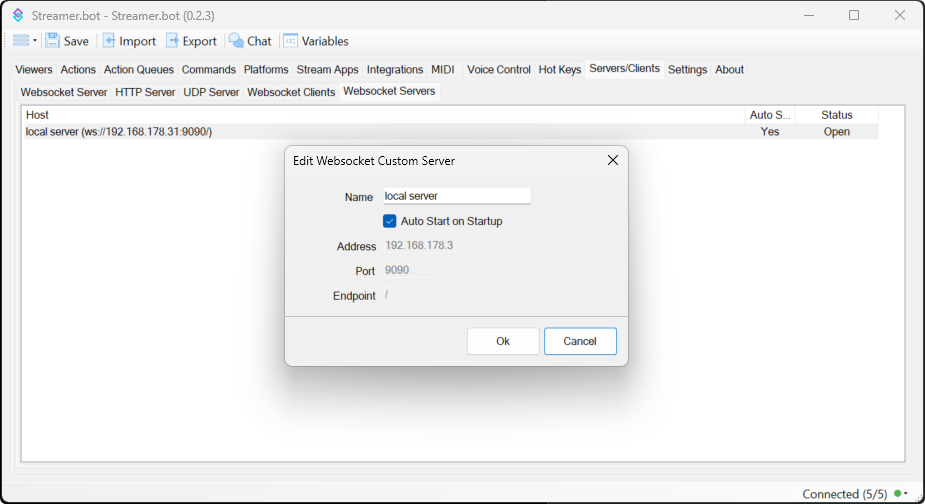 Streamer.bot - Streamer.bot (0.2.3)
Save Import Export Chat Variables
Viewers Actions Action Queues Commands Platforms Stream Apps Integrations MIDI Voice Control Hot Keys Servers/Clients Settings About
Websocket Server HTTP Server UDP Server Websocket Clients Websocket Servers
Host Auto S... Status
local server (ws://192.168.178.31:9090/) Yes Open
Edit Websocket Custom Server
Name local server
Auto Start on Startup
Address 192.168.178.3
Port 9090
Endpoint /
Ok Cancel
Connected (5/5)